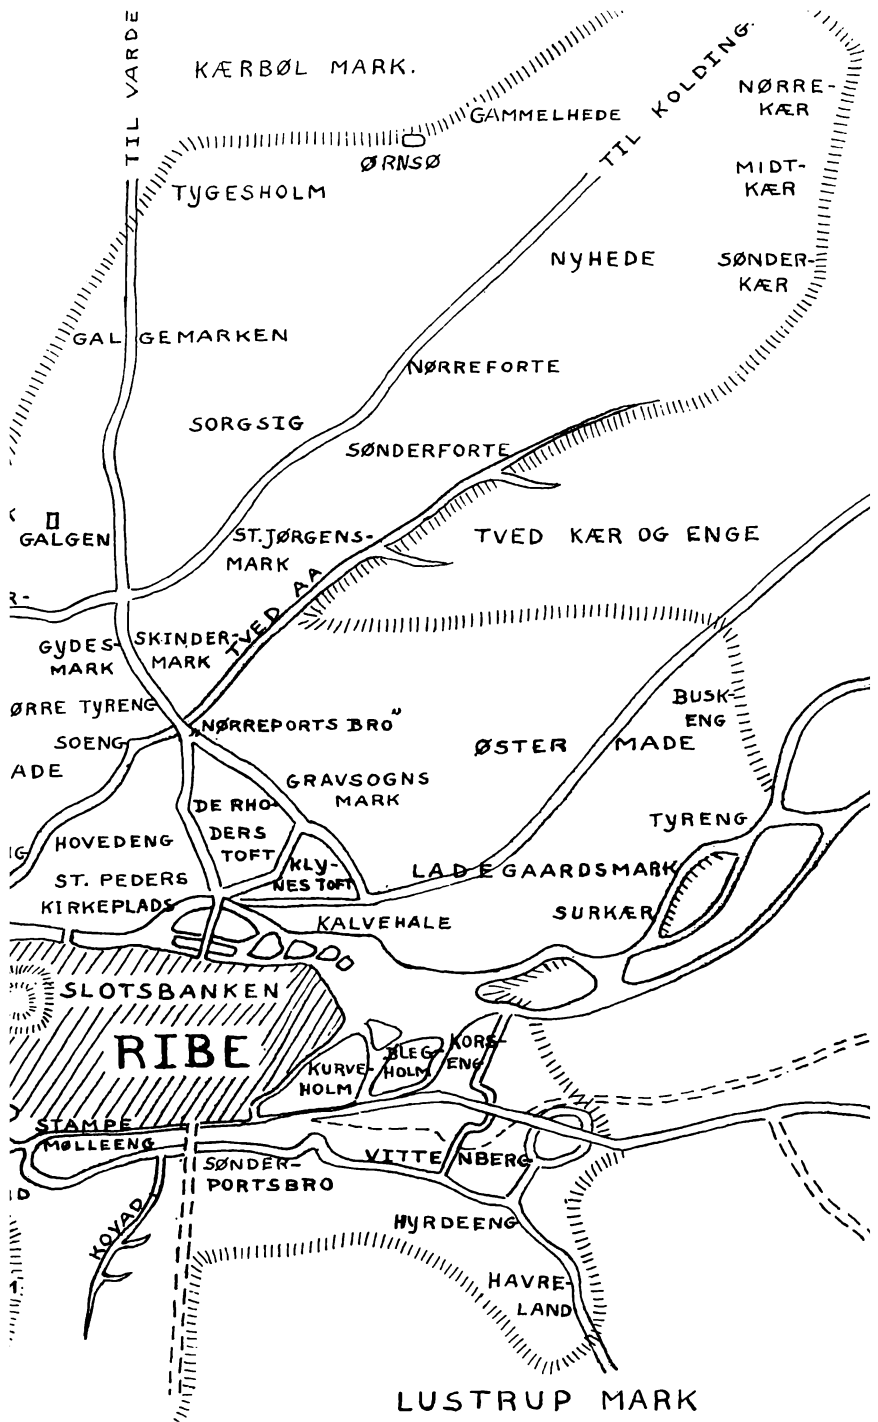 TIL VARDE
KÆRBØL MARK.
TIL KOLDING.
GAMMELHEDE
NØRRE-
KÆR
ØRNSØ
MIDT-
KÆR
TYGESHOLM
NYHEDE
SØNDER-
KÆR
GALGEMARKEN
NØRREFORTE
SORGSIG
SØNDERFORTE
GALGEN
ST. JØRGENS-
MARK
TVED KÆR OG ENGE
R-
TVED AA
GYDES-
MARK
SKINDER-
MARK
ØRRE TYRENG
„NØRREPORTS BRO"
BUSK-
ENG
SOENG
ADE
ØSTER MADE
GRAVSOGNS
MARK
DE RHO-
DERS
TOFT
TYRENG
HOVEDENG
NG
KLY-
NES TOFT
LADEGAARDSMARK
ST. PEDERS
KIRKEPLADS
KALVEHALE
SURKÆR
SLOTSBANKEN
RIBE
KURVE-
HOLM
BLEG-
HOLM
KORS-
ENG
STAMPE
MØLLEENG
SØNDER-
PORTSBRO
VITTENBERG
KOVAD
HYRDEENG
HAVRE-
LAND
LUSTRUP MARK